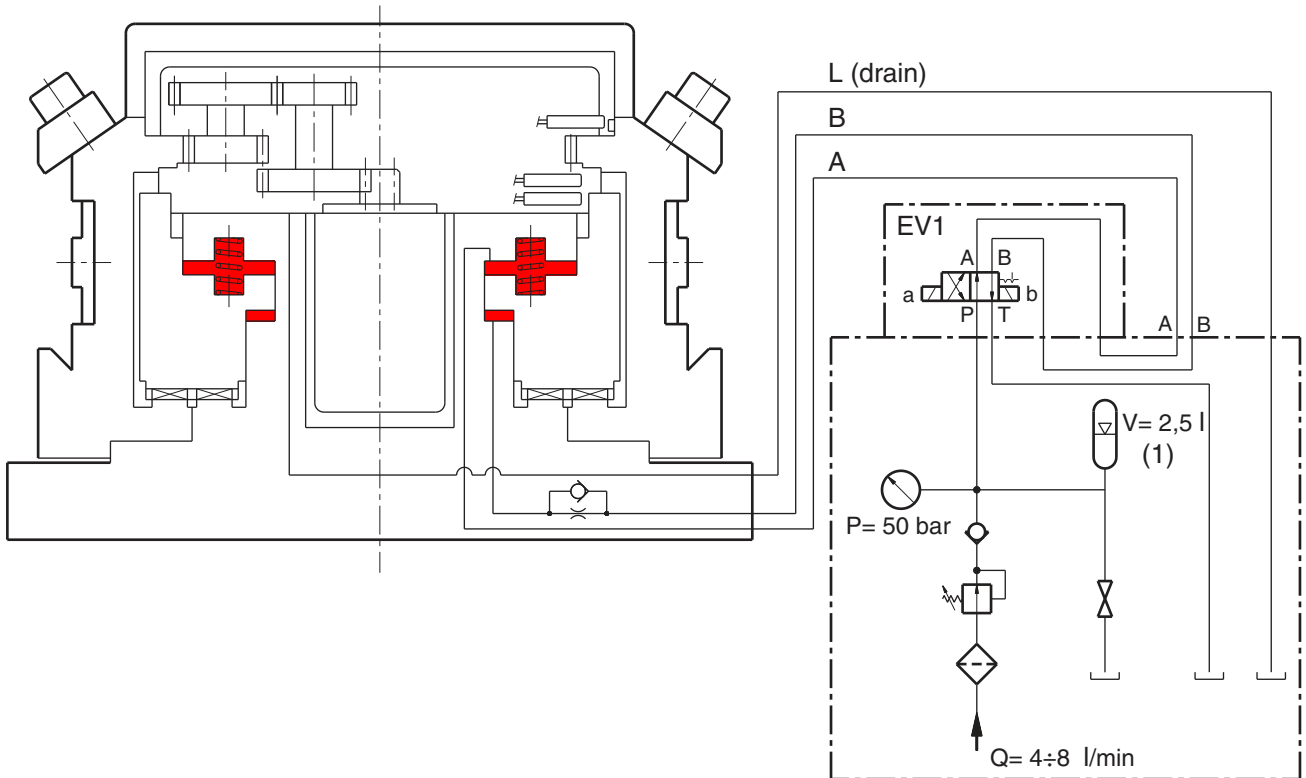 L (drain)
B
A
EV1
A B
a
b
P T
A B
V= 2,5 l
(1)
P= 50 bar
Q= 4÷8 l/min